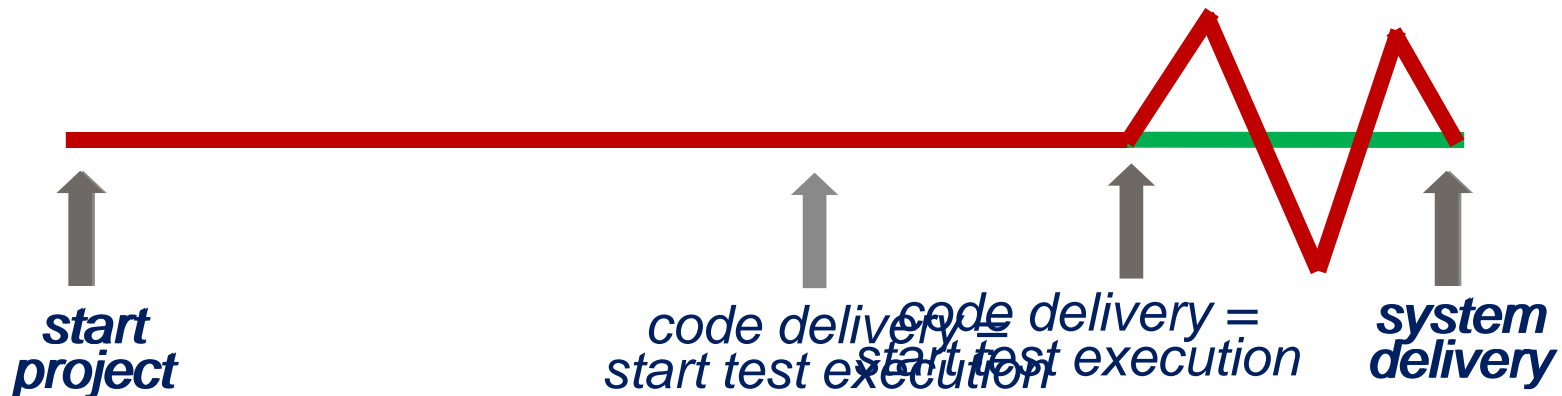 start
project
code delivery =
start test execution
code delivery =
start test execution
system
delivery